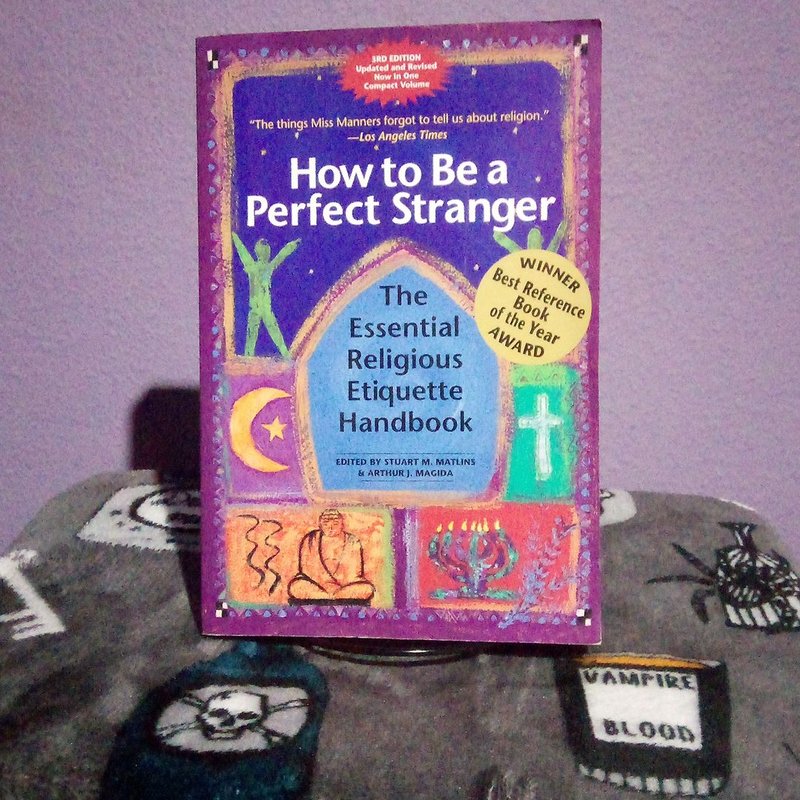 3RD EDITION
Updated and Revised
Now in One
Compact Volume
"The things Miss Manners forgot to tell us about religion."
—Los Angeles Times
How to Be a
Perfect Stranger
WINNER
Best Reference
Book
of the Year
AWARD
The
Essential
Religious
Etiquette
Handbook
EDITED BY STUART M. MATLINS
& ARTHUR J. MAGIDA
VAMPIRE
BLOOD